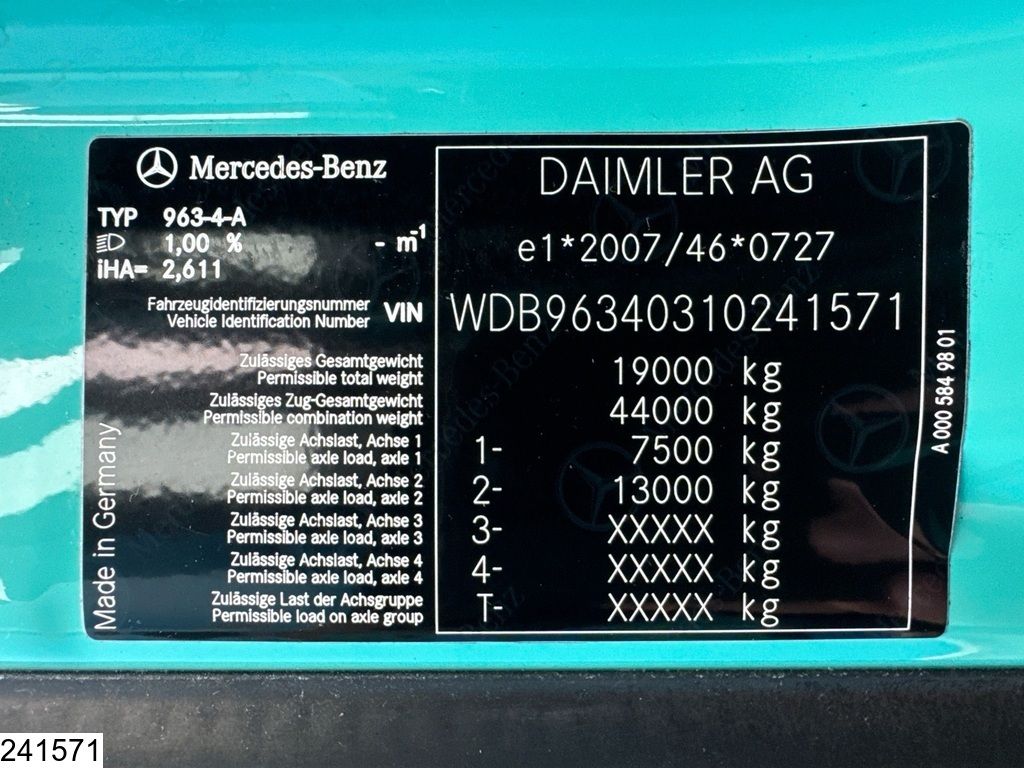 Mercedes-Benz
DAIMLER AG
TYP 963-4-A
1,00 % - m⁻¹
iHA= 2,611
e1*2007/46*0727
Fahrzeugidentifizierungsnummer
Vehicle Identification Number
VIN
WDB96340310241571
Zulässiges Gesamtgewicht
Permissible total weight
19000 kg
Zulässiges Zug-Gesamtgewicht
Permissible combination weight
44000 kg
Zulässige Achslast, Achse 1
Permissible axle load, axle 1
1- 7500 kg
Zulässige Achslast, Achse 2
Permissible axle load, axle 2
2- 13000 kg
Zulässige Achslast, Achse 3
Permissible axle load, axle 3
3- XXXXX kg
Zulässige Achslast, Achse 4
Permissible axle load, axle 4
4- XXXXX kg
Zulässige Last der Achsgruppe
Permissible load on axle group
T- XXXXX kg
Made in Germany
A 000 584 98 01
241571